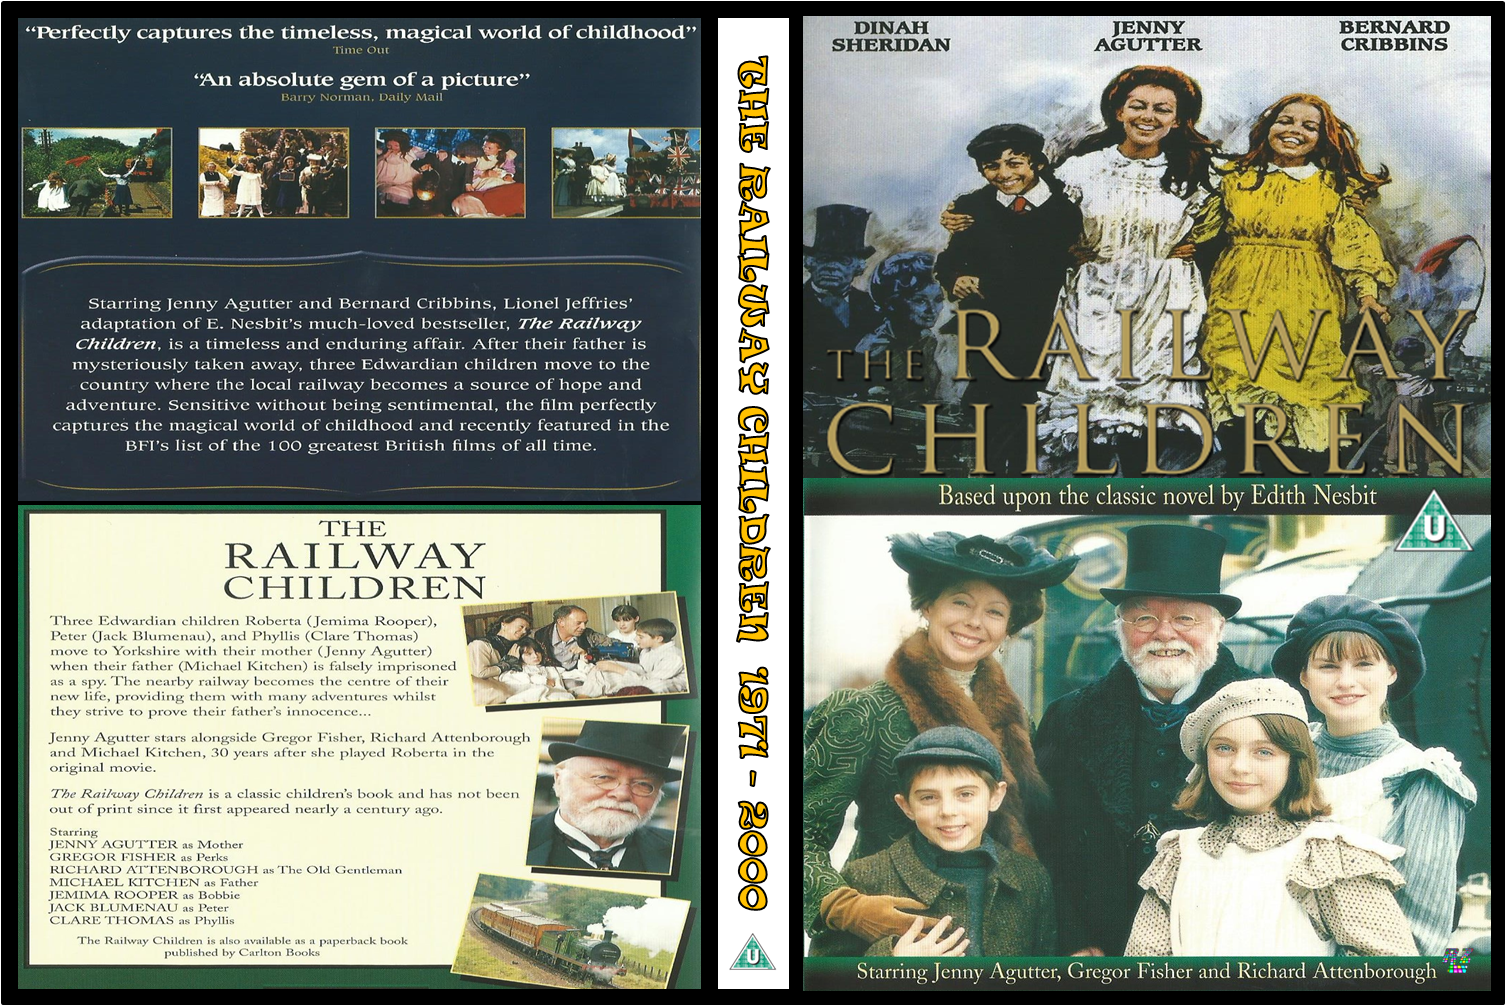 “Perfectly captures the timeless, magical world of childhood”
Time Out
“An absolute gem of a picture”
Barry Norman, Daily Mail
Starring Jenny Agutter and Bernard Cribbins, Lionel Jeffries’
adaptation of E. Nesbit’s much-loved bestseller, The Railway
Children, is a timeless and enduring affair. After their father is
mysteriously taken away, three Edwardian children move to the
country where the local railway becomes a source of hope and
adventure. Sensitive without being sentimental, the film perfectly
captures the magical world of childhood and recently featured in the
BFI’s list of the 100 greatest British films of all time.
THE
RAILWAY
CHILDREN
Three Edwardian children Roberta (Jemima Rooper),
Peter (Jack Blumenau), and Phyllis (Clare Thomas)
move to Yorkshire with their mother (Jenny Agutter)
when their father (Michael Kitchen) is falsely imprisoned
as a spy. The nearby railway becomes the centre of their
new life, providing them with many adventures whilst
they strive to prove their father’s innocence...
Jenny Agutter stars alongside Gregor Fisher, Richard Attenborough
and Michael Kitchen, 30 years after she played Roberta in the
original movie.
The Railway Children is a classic children’s book and has not been
out of print since it first appeared nearly a century ago.
Starring
JENNY AGUTTER as Mother
GREGOR FISHER as Perks
RICHARD ATTENBOROUGH as The Old Gentleman
MICHAEL KITCHEN as Father
JEMIMA ROOPER as Bobbie
JACK BLUMENAU as Peter
CLARE THOMAS as Phyllis
The Railway Children is also available as a paperback book
published by Carlton Books
THE RAILWAY CHILDREN 1971 - 2000
U
DINAH
SHERIDAN
JENNY
AGUTTER
BERNARD
CRIBBINS
THE RAILWAY
CHILDREN
Based upon the classic novel by Edith Nesbit
U
Starring Jenny Agutter, Gregor Fisher and Richard Attenborough